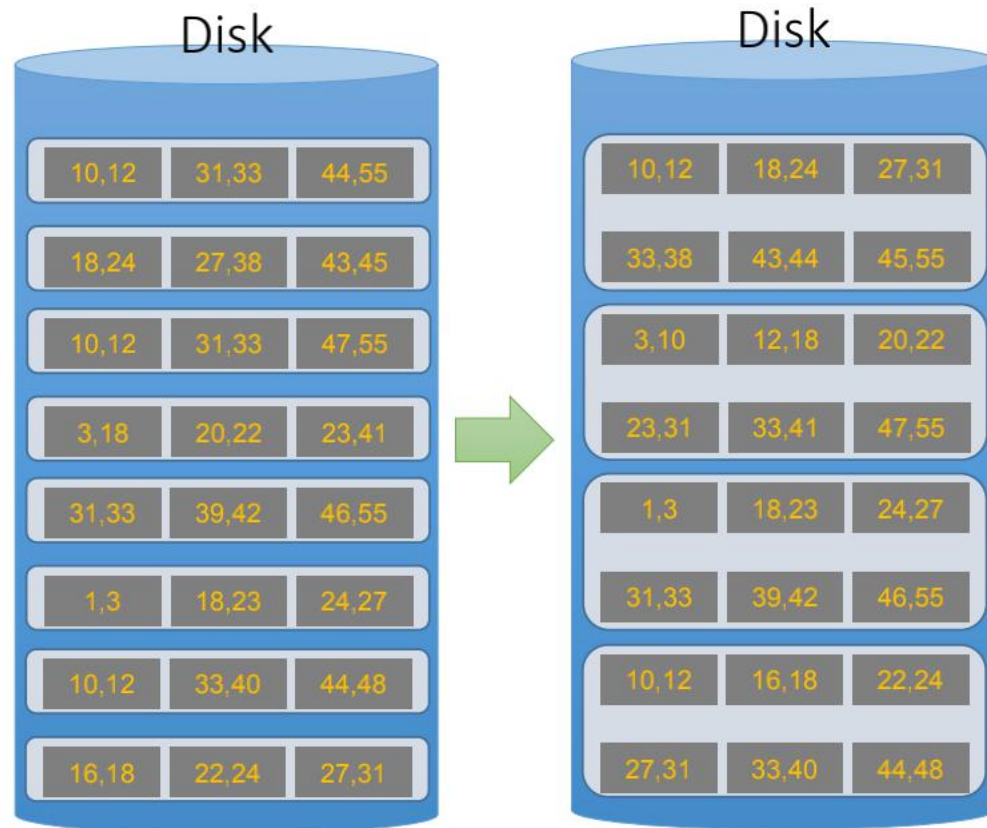 Disk
10,12 31,33 44,55
18,24 27,38 43,45
10,12 31,33 47,55
3,18 20,22 23,41
31,33 39,42 46,55
1,3 18,23 24,27
10,12 33,40 44,48
16,18 22,24 27,31
Disk
10,12 18,24 27,31
33,38 43,44 45,55
3,10 12,18 20,22
23,31 33,41 47,55
1,3 18,23 24,27
31,33 39,42 46,55
10,12 16,18 22,24
27,31 33,40 44,48